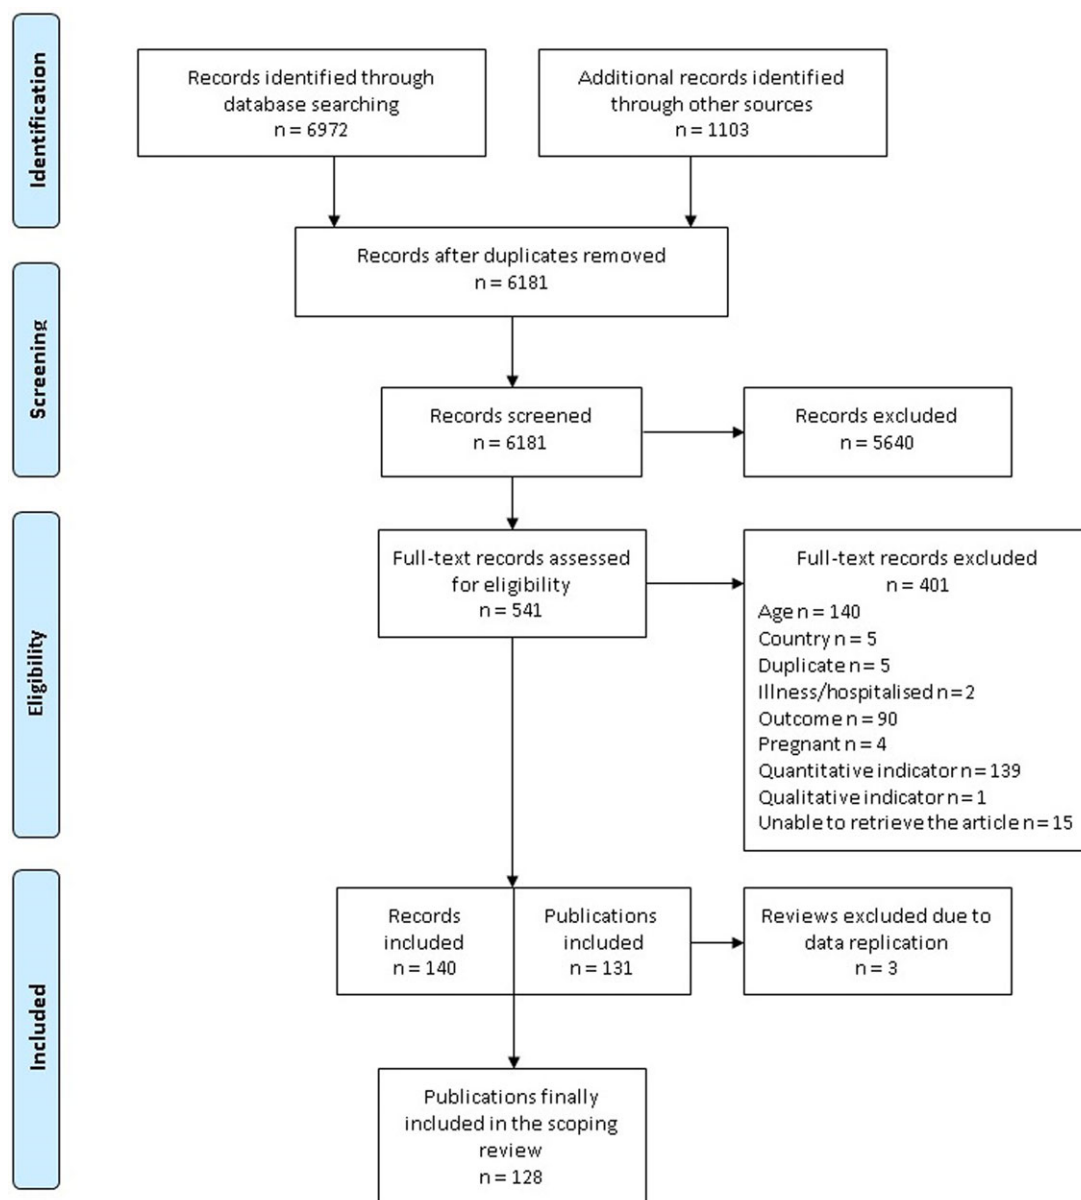 Identification
Records identified through
database searching
n = 6972
Additional records identified
through other sources
n = 1103
Records after duplicates removed
n = 6181
Screening
Records screened
n = 6181
Records excluded
n = 5640
Eligibility
Full-text records assessed
for eligibility
n = 541
Full-text records excluded
n = 401
Age n = 140
Country n = 5
Duplicate n = 5
Illness/hospitalised n = 2
Outcome n = 90
Pregnant n = 4
Quantitative indicator n = 139
Qualitative indicator n = 1
Unable to retrieve the article n = 15
Included
Records
included
n = 140
Publications
included
n = 131
Reviews excluded due to
data replication
n = 3
Publications finally
included in the scoping
review
n = 128